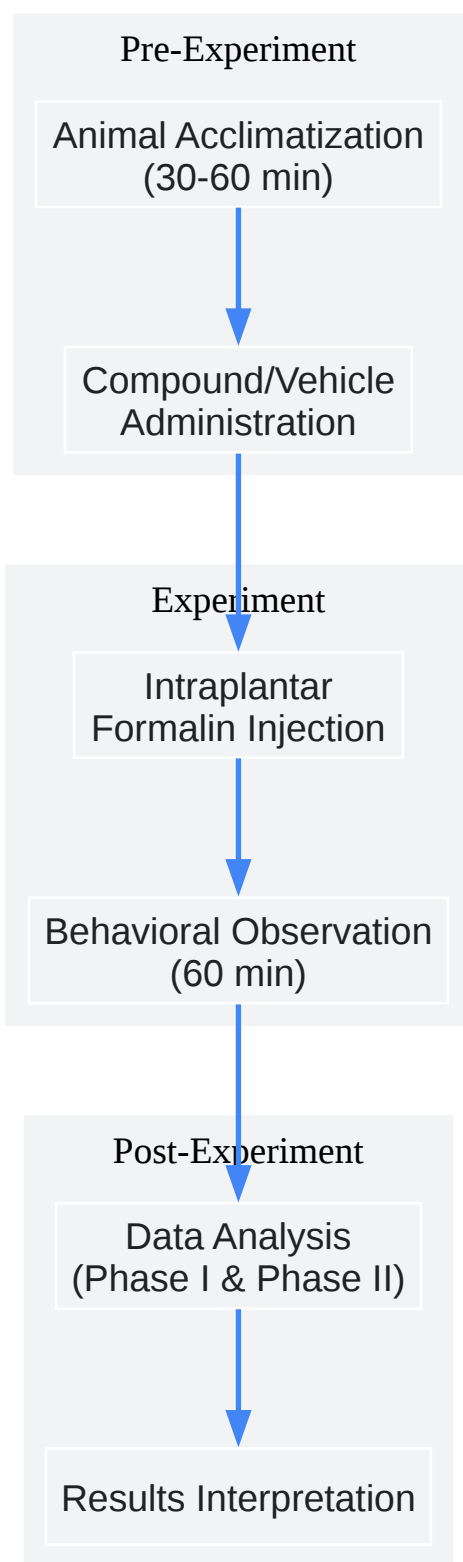 Pre-Experiment
Animal Acclimatization
(30-60 min)
Compound/Vehicle
Administration
Experiment
Intraplantar
Formalin Injection
Behavioral Observation
(60 min)
Post-Experiment
Data Analysis
(Phase I & Phase II)
Results Interpretation